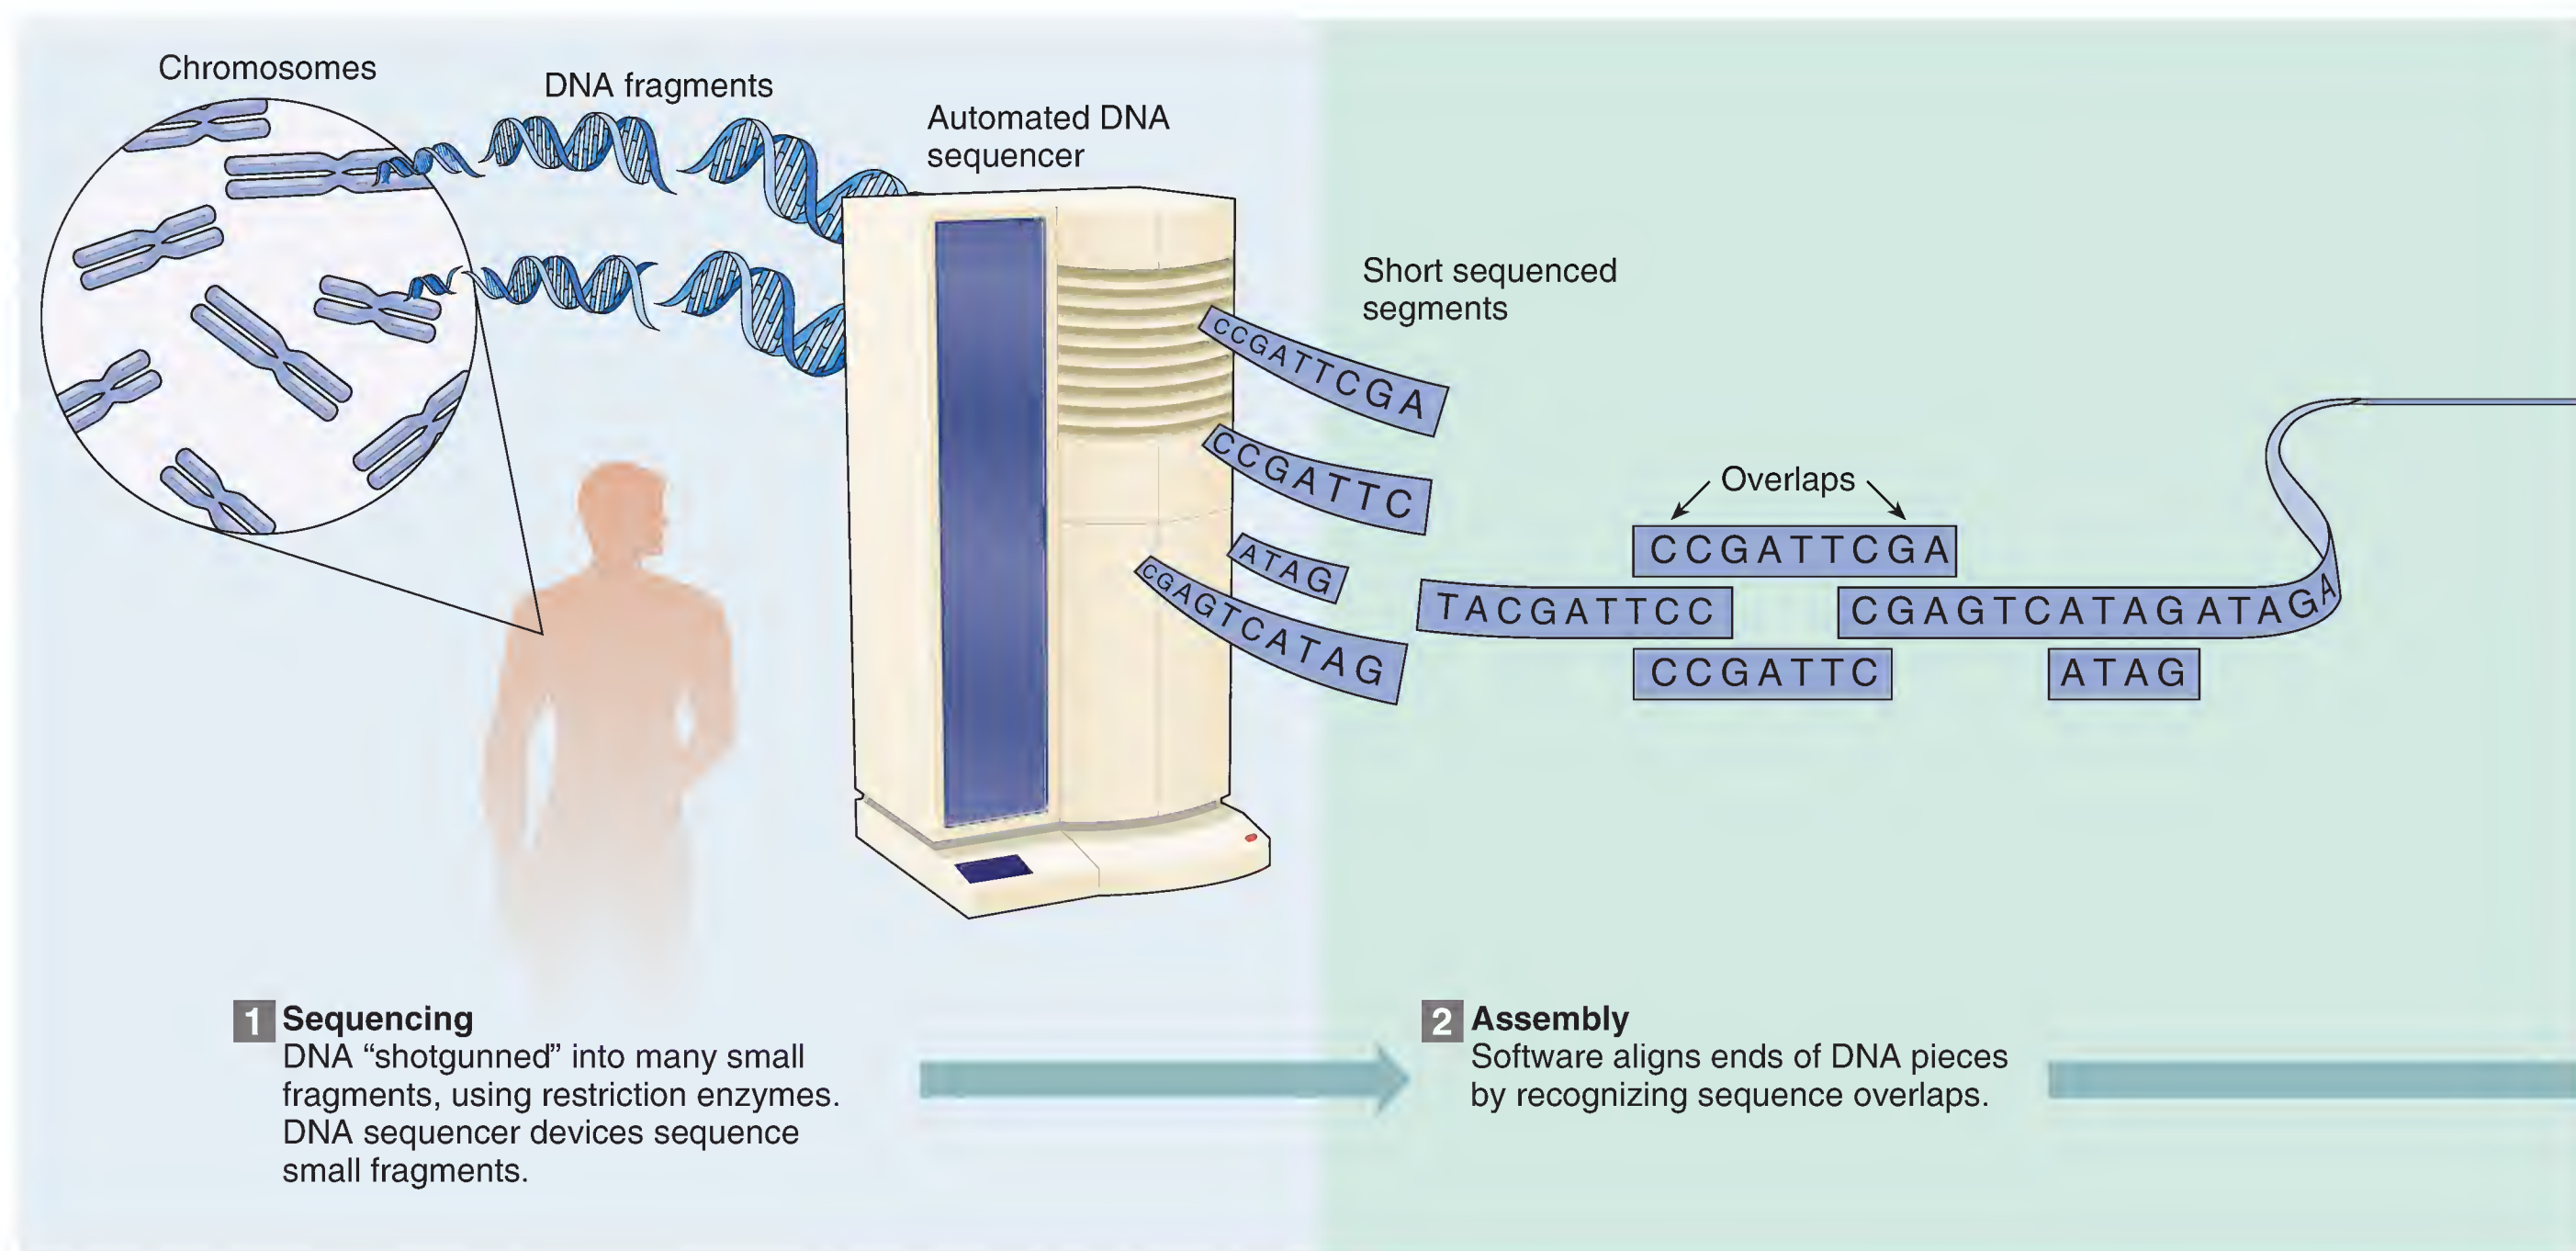 Chromosomes
DNA fragments
Automated DNA
sequencer
Short sequenced
segments
CCGATTCGA
CCGATTC
ATAG
CGAGTCATAG
Overlaps
CCGATTCGA
TACGATTCC
CGAGTCATAGATAGA
CCGATTC
ATAG
1 Sequencing
DNA “shotgunned” into many small
fragments, using restriction enzymes.
DNA sequencer devices sequence
small fragments.
2 Assembly
Software aligns ends of DNA pieces
by recognizing sequence overlaps.